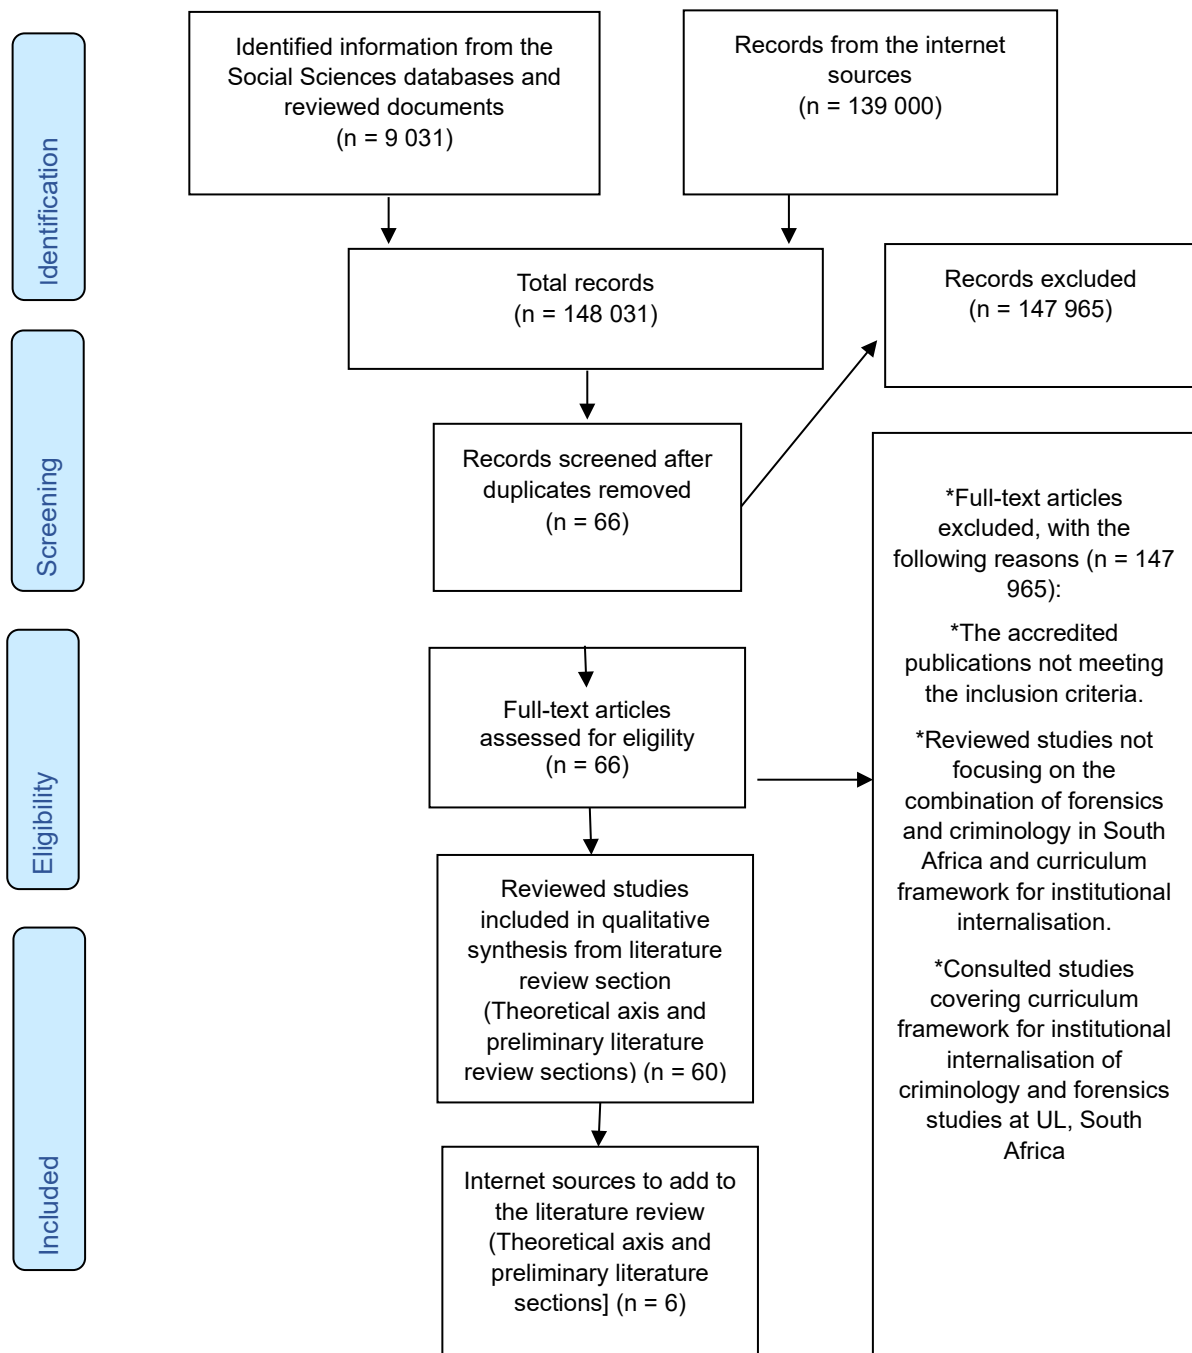 Identification
Identified information from the
Social Sciences databases and
reviewed documents
(n = 9 031)
Records from the internet
sources
(n = 139 000)
Total records
(n = 148 031)
Records excluded
(n = 147 965)
Screening
Records screened after
duplicates removed
(n = 66)
Eligibility
Full-text articles
assessed for eligility
(n = 66)
*Full-text articles
excluded, with the
following reasons (n = 147
965):
*The accredited
publications not meeting
the inclusion criteria.
*Reviewed studies not
focusing on the
combination of forensics
and criminology in South
Africa and curriculum
framework for institutional
internalisation.
*Consulted studies
covering curriculum
framework for institutional
internalisation of
criminology and forensics
studies at UL, South
Africa
Included
Reviewed studies
included in qualitative
synthesis from literature
review section
(Theoretical axis and
preliminary literature
review sections) (n = 60)
Internet sources to add to
the literature review
(Theoretical axis and
preliminary literature
sections] (n = 6)